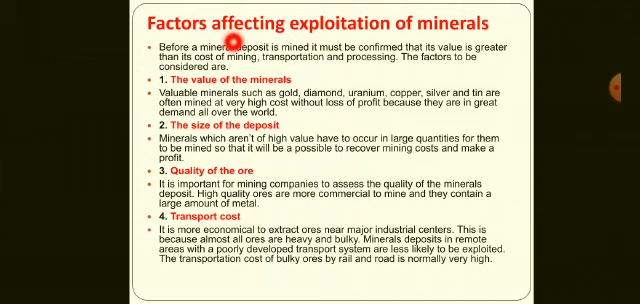 Factors affecting exploitation of minerals
• Before a mineral deposit is mined it must be confirmed that its value is greater
than its cost of mining, transportation and processing. The factors to be
considered are.
• 1. The value of the minerals
• Valuable minerals such as gold, diamond, uranium, copper, silver and tin are
often mined at very high cost without loss of profit because they are in great
demand all over the world.
• 2. The size of the deposit
• Minerals which aren't of high value have to occur in large quantities for them
to be mined so that it will be a possible to recover mining costs and make a
profit.
• 3. Quality of the ore
• It is important for mining companies to assess the quality of the minerals
deposit. High quality ores are more commercial to mine and they contain a
large amount of metal.
• 4. Transport cost
• It is more economical to extract ores near major industrial centers. This is
because almost all ores are heavy and bulky. Minerals deposits in remote
areas with a poorly developed transport system are less likely to be exploited.
The transportation cost of bulky ores by rail and road is normally very high.